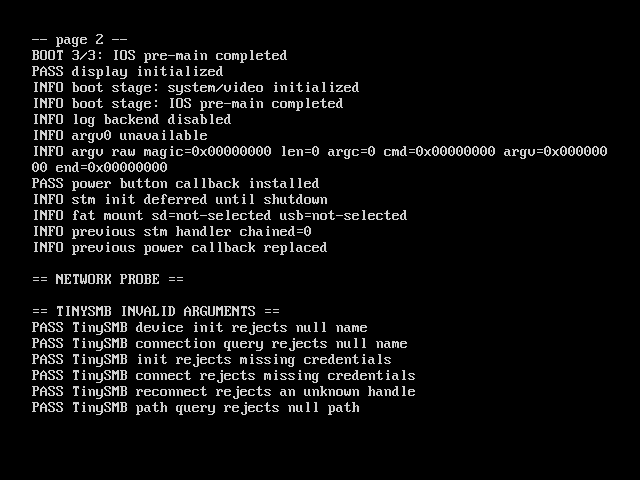 -- page 2 --
BOOT 3/3: IOS pre-main completed
PASS display initialized
INFO boot stage: system/video initialized
INFO boot stage: IOS pre-main completed
INFO log backend disabled
INFO argv0 unavailable
INFO argv raw magic=0x00000000 len=0 argc=0 cmd=0x00000000 argv=0x000000
00 end=0x00000000
PASS power button callback installed
INFO stm init deferred until shutdown
INFO fat mount sd=not-selected usb=not-selected
INFO previous stm handler chained=0
INFO previous power callback replaced
== NETWORK PROBE ==
== TINYSMB INVALID ARGUMENTS ==
PASS TinySMB device init rejects null name
PASS TinySMB connection query rejects null name
PASS TinySMB init rejects missing credentials
PASS TinySMB connect rejects missing credentials
PASS TinySMB reconnect rejects an unknown handle
PASS TinySMB path query rejects null path